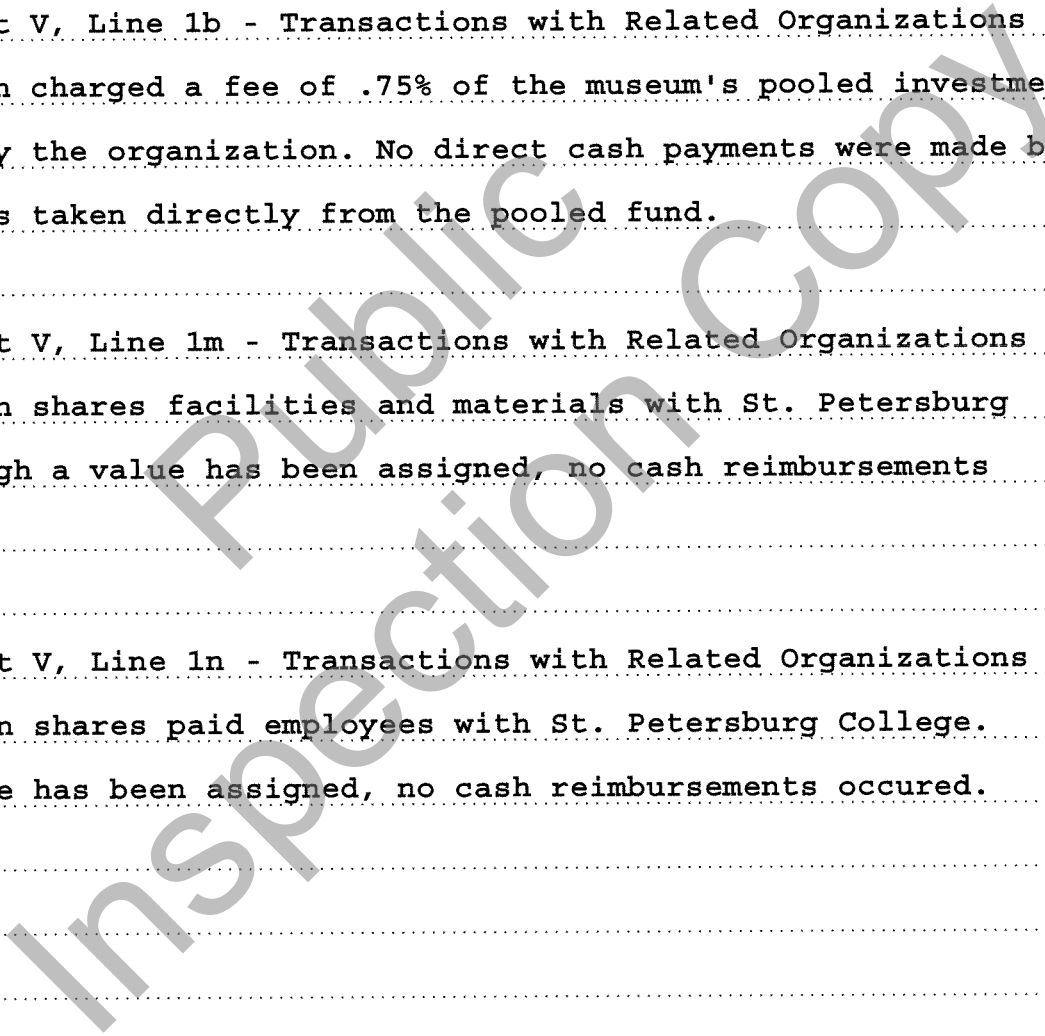 t V, Line 1b - Transactions with Related Organizations
n charged a fee of .75% of the museum's pooled investme
y the organization. No direct cash payments were made b
s taken directly from the pooled fund.
t V, Line 1m - Transactions with Related Organizations
n shares facilities and materials with St. Petersburg
gh a value has been assigned, no cash reimbursements
t V, Line 1n - Transactions with Related Organizations
n shares paid employees with St. Petersburg College.
e has been assigned, no cash reimbursements occured.
Public
Inspection Copy